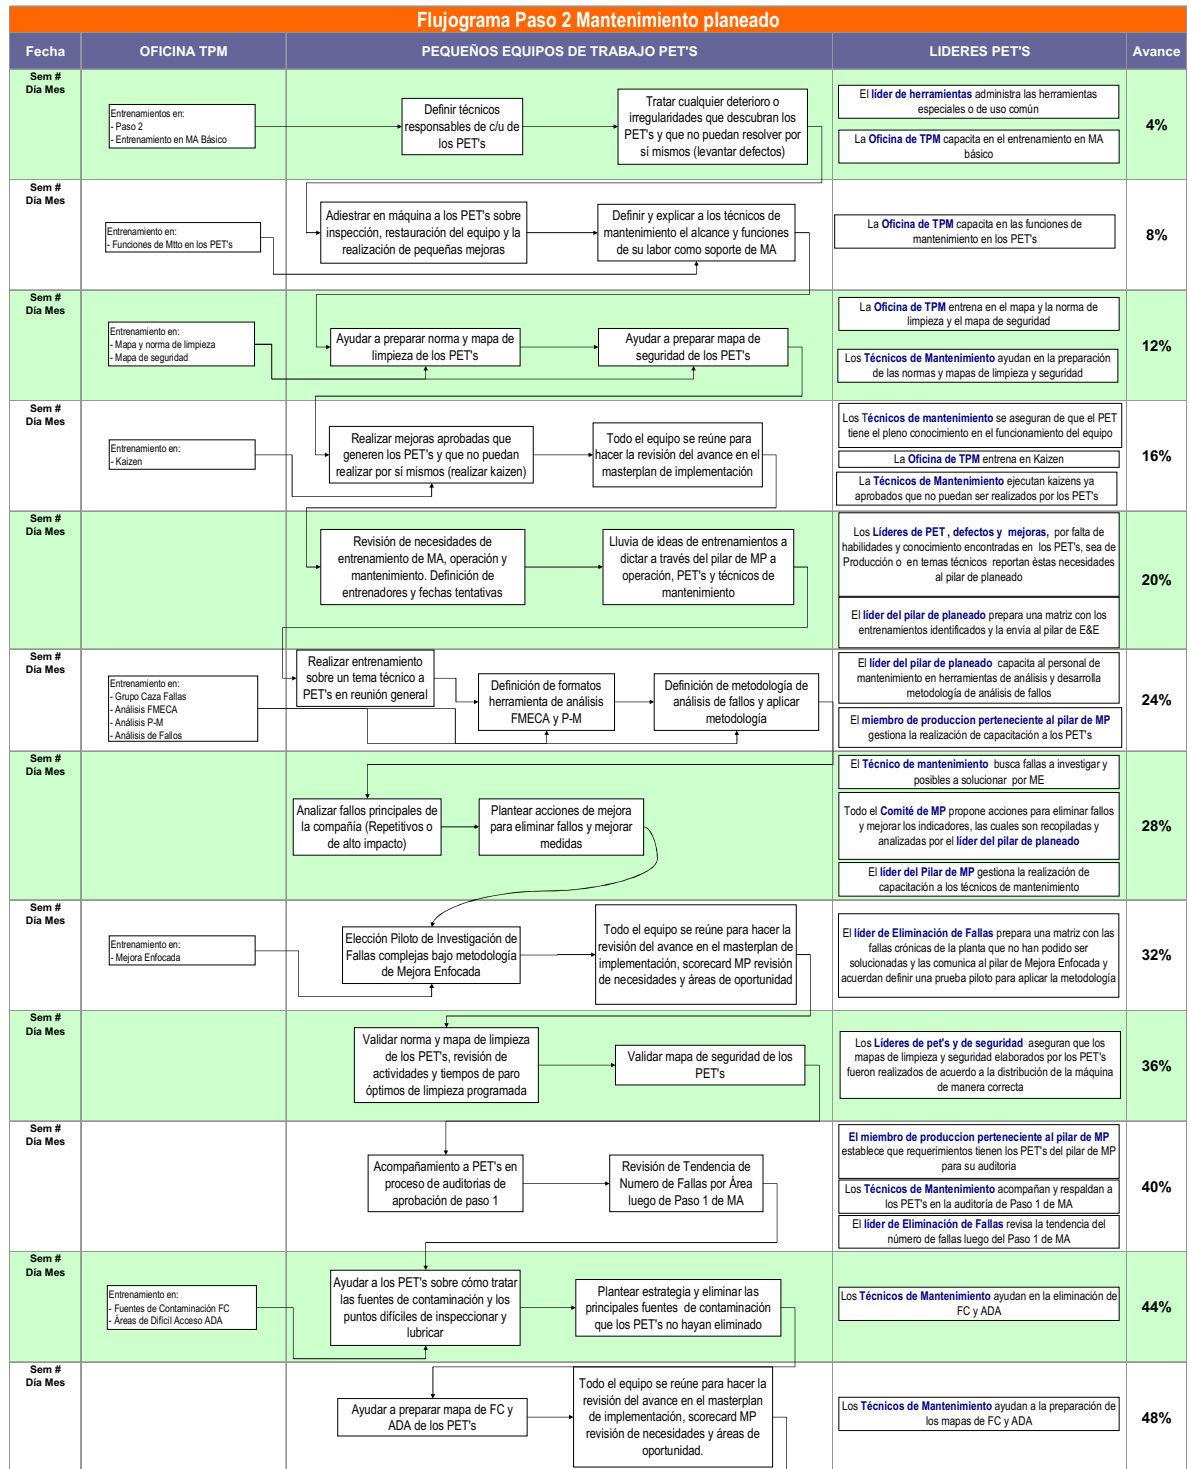 Flujograma Paso 2 Mantenimiento planeado
Fecha
OFICINA TPM
PEQUEÑOS EQUIPOS DE TRABAJO PET'S
LIDERES PET'S
Avance
Sem #
Día Mes
Entrenamientos en:
- Paso 2
- Entrenamiento en MA Básico
Definir técnicos
responsables de c/u de
los PET's
Tratar cualquier deterioro o
irregularidades que descubran los
PET's y que no puedan resolver por
sí mismos (levantar defectos)
El líder de herramientas administra las herramientas
especiales o de uso común
La Oficina de TPM capacita en el entrenamiento en MA
básico
4%
Sem #
Día Mes
Entrenamiento en:
- Funciones de Mtto en los PET's
Adiestrar en máquina a los PET's sobre
inspección, restauración del equipo y la
realización de pequeñas mejoras
Definir y explicar a los técnicos de
mantenimiento el alcance y funciones
de su labor como soporte de MA
La Oficina de TPM capacita en las funciones de
mantenimiento en los PET's
8%
Sem #
Día Mes
Entrenamiento en:
- Mapa y norma de limpieza
- Mapa de seguridad
Ayudar a preparar norma y mapa de
limpieza de los PET's
Ayudar a preparar mapa de
seguridad de los PET's
La Oficina de TPM entrena en el mapa y la norma de
limpieza y el mapa de seguridad
Los Técnicos de Mantenimiento ayudan en la preparación
de las normas y mapas de limpieza y seguridad
12%
Sem #
Día Mes
Entrenamiento en:
- Kaizen
Realizar mejoras aprobadas que
generen los PET's y que no puedan
realizar por sí mismos (realizar kaizen)
Todo el equipo se reúne para
hacer la revisión del avance en el
masterplan de implementación
Los Técnicos de mantenimiento se aseguran de que el PET
tiene el pleno conocimiento en el funcionamiento del equipo
La Oficina de TPM entrena en Kaizen
La Técnicos de Mantenimiento ejecutan kaizens ya
aprobados que no puedan ser realizados por los PET's
16%
Sem #
Día Mes
Revisión de necesidades de
entrenamiento de MA, operación y
mantenimiento. Definición de
entrenadores y fechas tentativas
Lluvia de ideas de entrenamientos a
dictar a través del pilar de MP a
operación, PET's y técnicos de
mantenimiento
Los Líderes de PET , defectos y mejoras, por falta de
habilidades y conocimiento encontradas en los PET's, sea de
Producción o en temas técnicos reportan èstas necesidades
al pilar de planeado
El líder del pilar de planeado prepara una matriz con los
entrenamientos identificados y la envía al pilar de E&E
20%
Sem #
Día Mes
Entrenamiento en:
- Grupo Caza Fallas
- Análisis FMECA
- Análisis P-M
- Análisis de Fallos
Realizar entrenamiento
sobre un tema técnico a
PET's en reunión general
Definición de formatos
herramienta de análisis
FMECA y P-M
Definición de metodología de
análisis de fallos y aplicar
metodología
El líder del pilar de planeado capacita al personal de
mantenimiento en herramientas de análisis y desarrolla
metodología de análisis de fallos
El miembro de produccion perteneciente al pilar de MP
gestiona la realización de capacitación a los PET's
24%
Sem #
Día Mes
Analizar fallos principales de
la compañía (Repetitivos o
de alto impacto)
Plantear acciones de mejora
para eliminar fallos y mejorar
medidas
El Técnico de mantenimiento busca fallas a investigar y
posibles a solucionar por ME
Todo el Comité de MP propone acciones para eliminar fallos
y mejorar los indicadores, las cuales son recopiladas y
analizadas por el líder del pilar de planeado
El líder del Pilar de MP gestiona la realización de
capacitación a los técnicos de mantenimiento
28%
Sem #
Día Mes
Entrenamiento en:
- Mejora Enfocada
Elección Piloto de Investigación de
Fallas complejas bajo metodología
de Mejora Enfocada
Todo el equipo se reúne para hacer la
revisión del avance en el masterplan de
implementación, scorecard MP revisión
de necesidades y áreas de oportunidad
El líder de Eliminación de Fallas prepara una matriz con las
fallas crónicas de la planta que no han podido ser
solucionadas y las comunica al pilar de Mejora Enfocada y
acuerdan definir una prueba piloto para aplicar la metodología
32%
Sem #
Día Mes
Validar norma y mapa de limpieza
de los PET's, revisión de
actividades y tiempos de paro
óptimos de limpieza programada
Validar mapa de seguridad de los
PET's
Los Líderes de pet's y de seguridad aseguran que los
mapas de limpieza y seguridad elaborados por los PET's
fueron realizados de acuerdo a la distribución de la máquina
de manera correcta
36%
Sem #
Día Mes
Acompañamiento a PET's en
proceso de auditorias de
aprobación de paso 1
Revisión de Tendencia de
Numero de Fallas por Área
luego de Paso 1 de MA
El miembro de produccion perteneciente al pilar de MP
establece que requerimientos tienen los PET's del pilar de MP
para su auditoria
Los Técnicos de Mantenimiento acompañan y respaldan a
los PET's en la auditoría de Paso 1 de MA
El líder de Eliminación de Fallas revisa la tendencia del
número de fallas luego del Paso 1 de MA
40%
Sem #
Día Mes
Entrenamiento en:
- Fuentes de Contaminación FC
- Áreas de Difícil Acceso ADA
Ayudar a los PET's sobre cómo tratar
las fuentes de contaminación y los
puntos difíciles de inspeccionar y
lubricar
Plantear estrategia y eliminar las
principales fuentes de contaminación
que los PET's no hayan eliminado
Los Técnicos de Mantenimiento ayudan en la eliminación de
FC y ADA
44%
Sem #
Día Mes
Ayudar a preparar mapa de FC y
ADA de los PET's
Todo el equipo se reúne para hacer la
revisión del avance en el masterplan
de implementación, scorecard MP
revisión de necesidades y áreas de
oportunidad.
Los Técnicos de Mantenimiento ayudan a la preparación de
los mapas de FC y ADA
48%